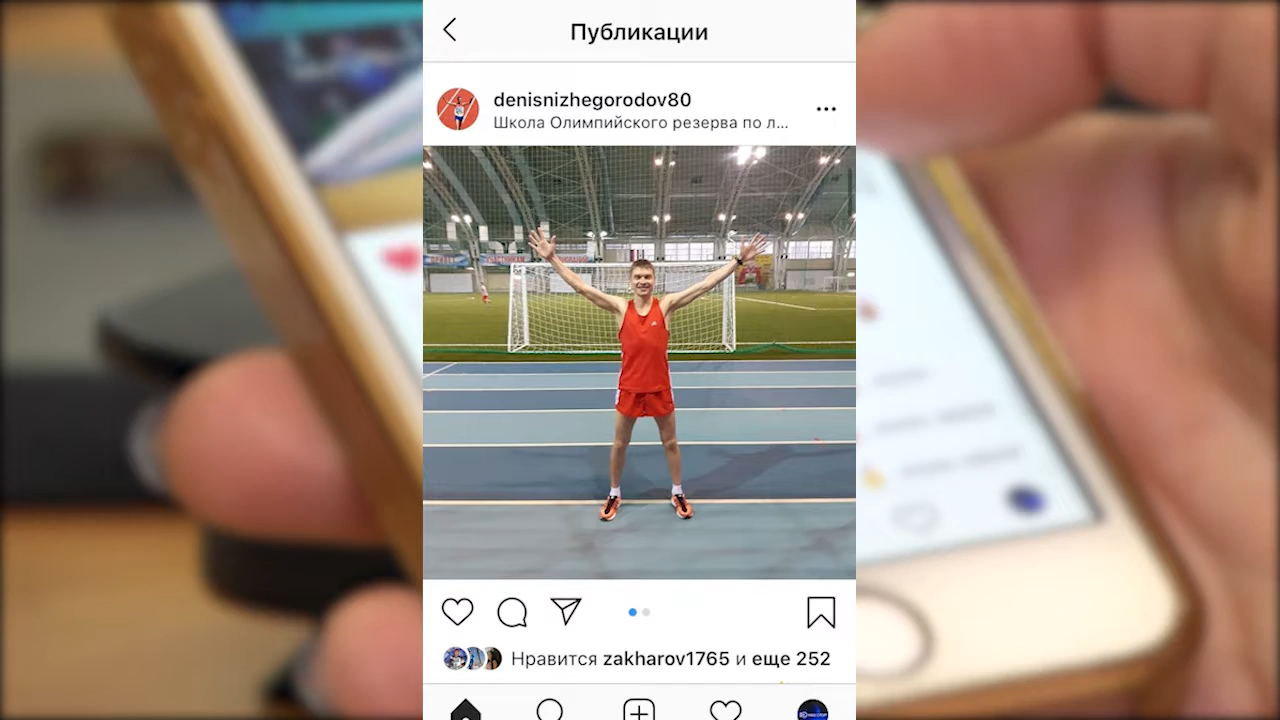 Публикации
denisnizhegorodov80
Школа Олимпийского резерва по л...
Нравится zakharov1765 и еще 252